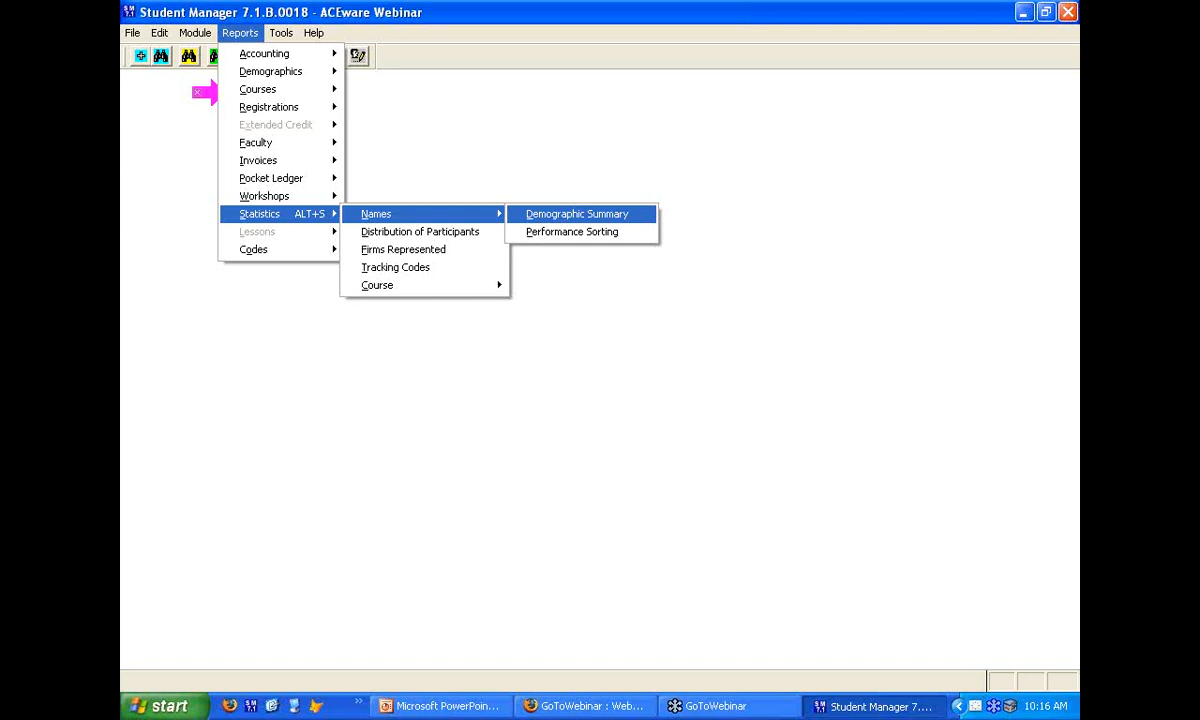 Student Manager 7.1.B.0018 - ACEware Webinar
File Edit Module Reports Tools Help
Accounting
Demographics
Courses
Registrations
Extended Credit
Faculty
Invoices
Pocket Ledger
Workshops
Statistics ALT+S
Lessons
Codes
Names
Distribution of Participants
Firms Represented
Tracking Codes
Course
Demographic Summary
Performance Sorting
start Microsoft PowerPoin... GoToWebinar : Web... GoToWebinar Student Manager 7.... 10:16 AM